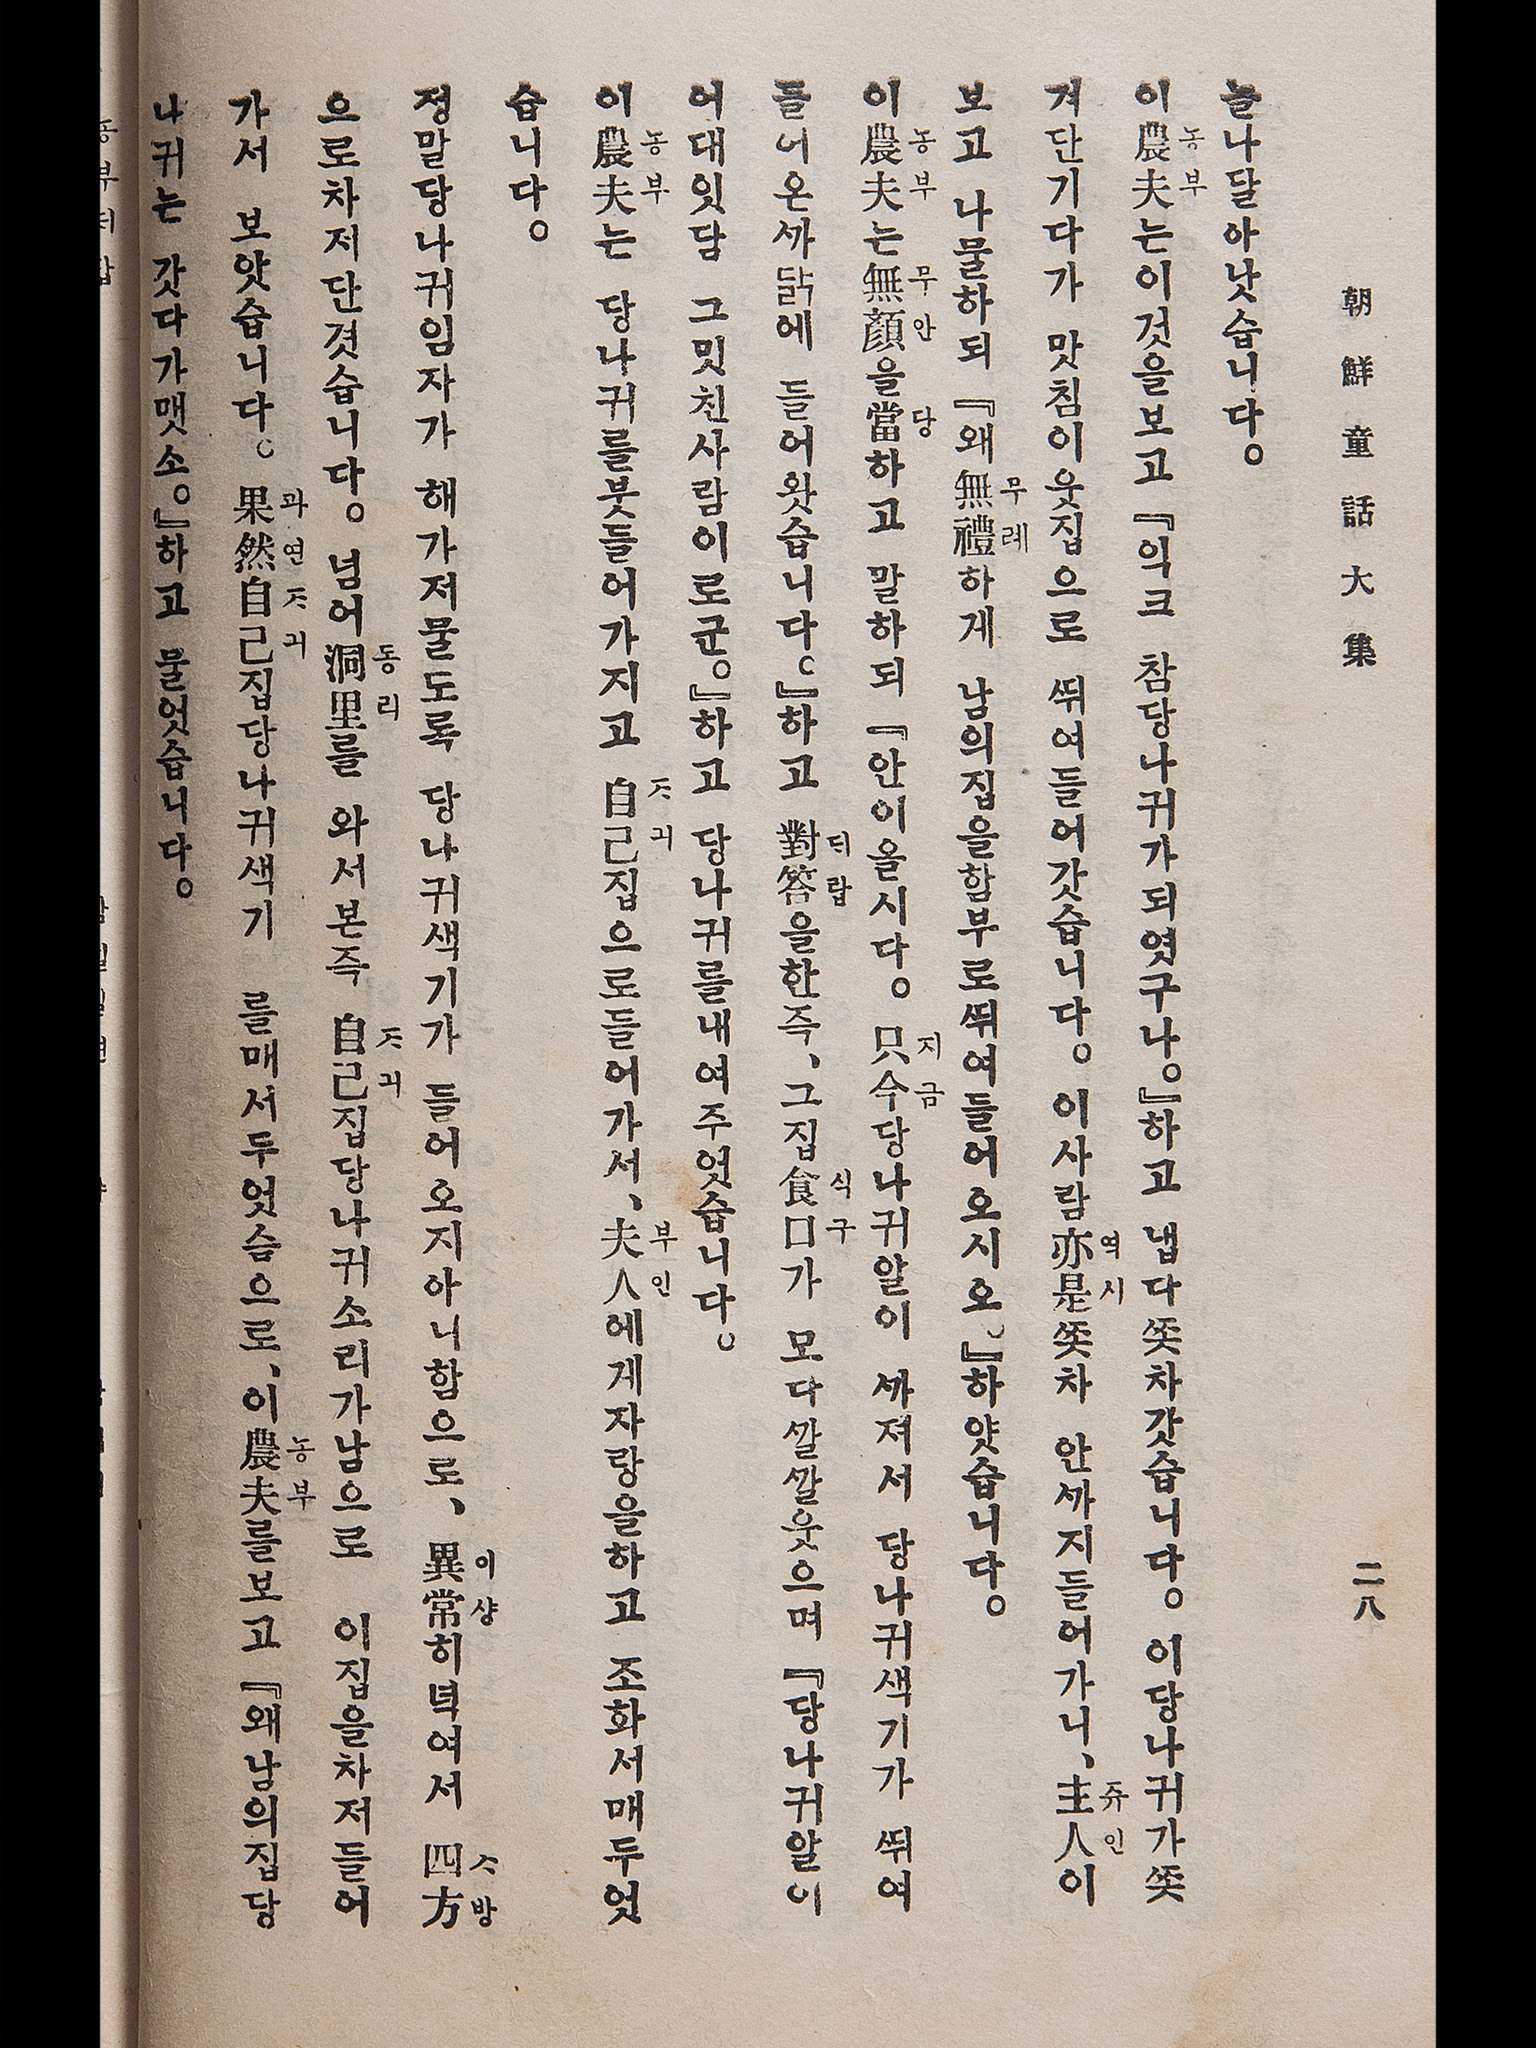 朝鮮童話大集
二八
놀나달아낫습니다。
이農夫는이것을보고『익크 참당나귀가되엿구나。』하고 냅다쫏차갓습니다。이당나귀가쫏
겨단기다가 맛침이웃집으로 뛰여들어갓습니다。이사람亦是쫏차 안까지들어가니、主人이
보고 나물하되『왜無禮하게 남의집을함부로뛰여들어오시오。』하얏습니다。
이農夫는無顔을當하고 말하되『안이올시다。只今당나귀알이 까져서 당나귀색기가 뛰여
들어온까닭에 들어왓습니다。』하고 對答을한즉、그집食口가 모다깔깔웃으며『당나귀알이
어대잇담 그밋친사람이로군。』하고 당나귀를내여주엇습니다。
이農夫는 당나귀를붓들어가지고 自己집으로들어가서、夫人에게자랑을하고 조화서매두엇
습니다。
정말당나귀임자가 해가저물도록 당나귀색기가 들어오지아니함으로、異常히녁여서 四方
으로차저단겻습니다。넘어洞里를 와서본즉 自己집당나귀소리가남으로 이집을차저들어
가서 보앗습니다。果然自己집당나귀색기 를매서두엇슴으로、이農夫를보고『왜남의집당
나귀는 갓다가맷소。』하고 물엇습니다。